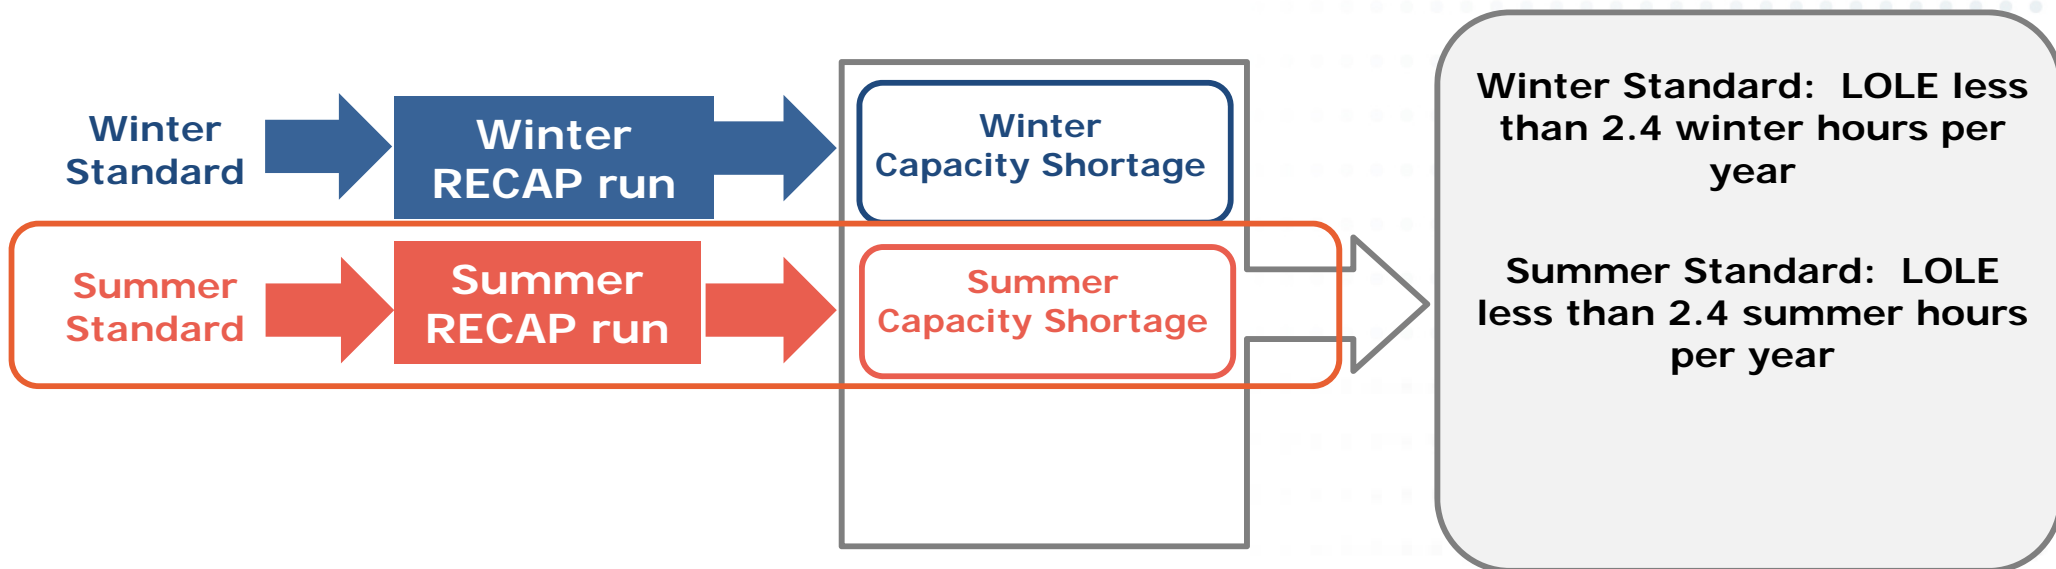 Winter
Standard
Winter
RECAP run
Winter
Capacity Shortage
Summer
Standard
Summer
RECAP run
Summer
Capacity Shortage
Winter Standard: LOLE less
than 2.4 winter hours per
year
Summer Standard: LOLE
less than 2.4 summer hours
per year